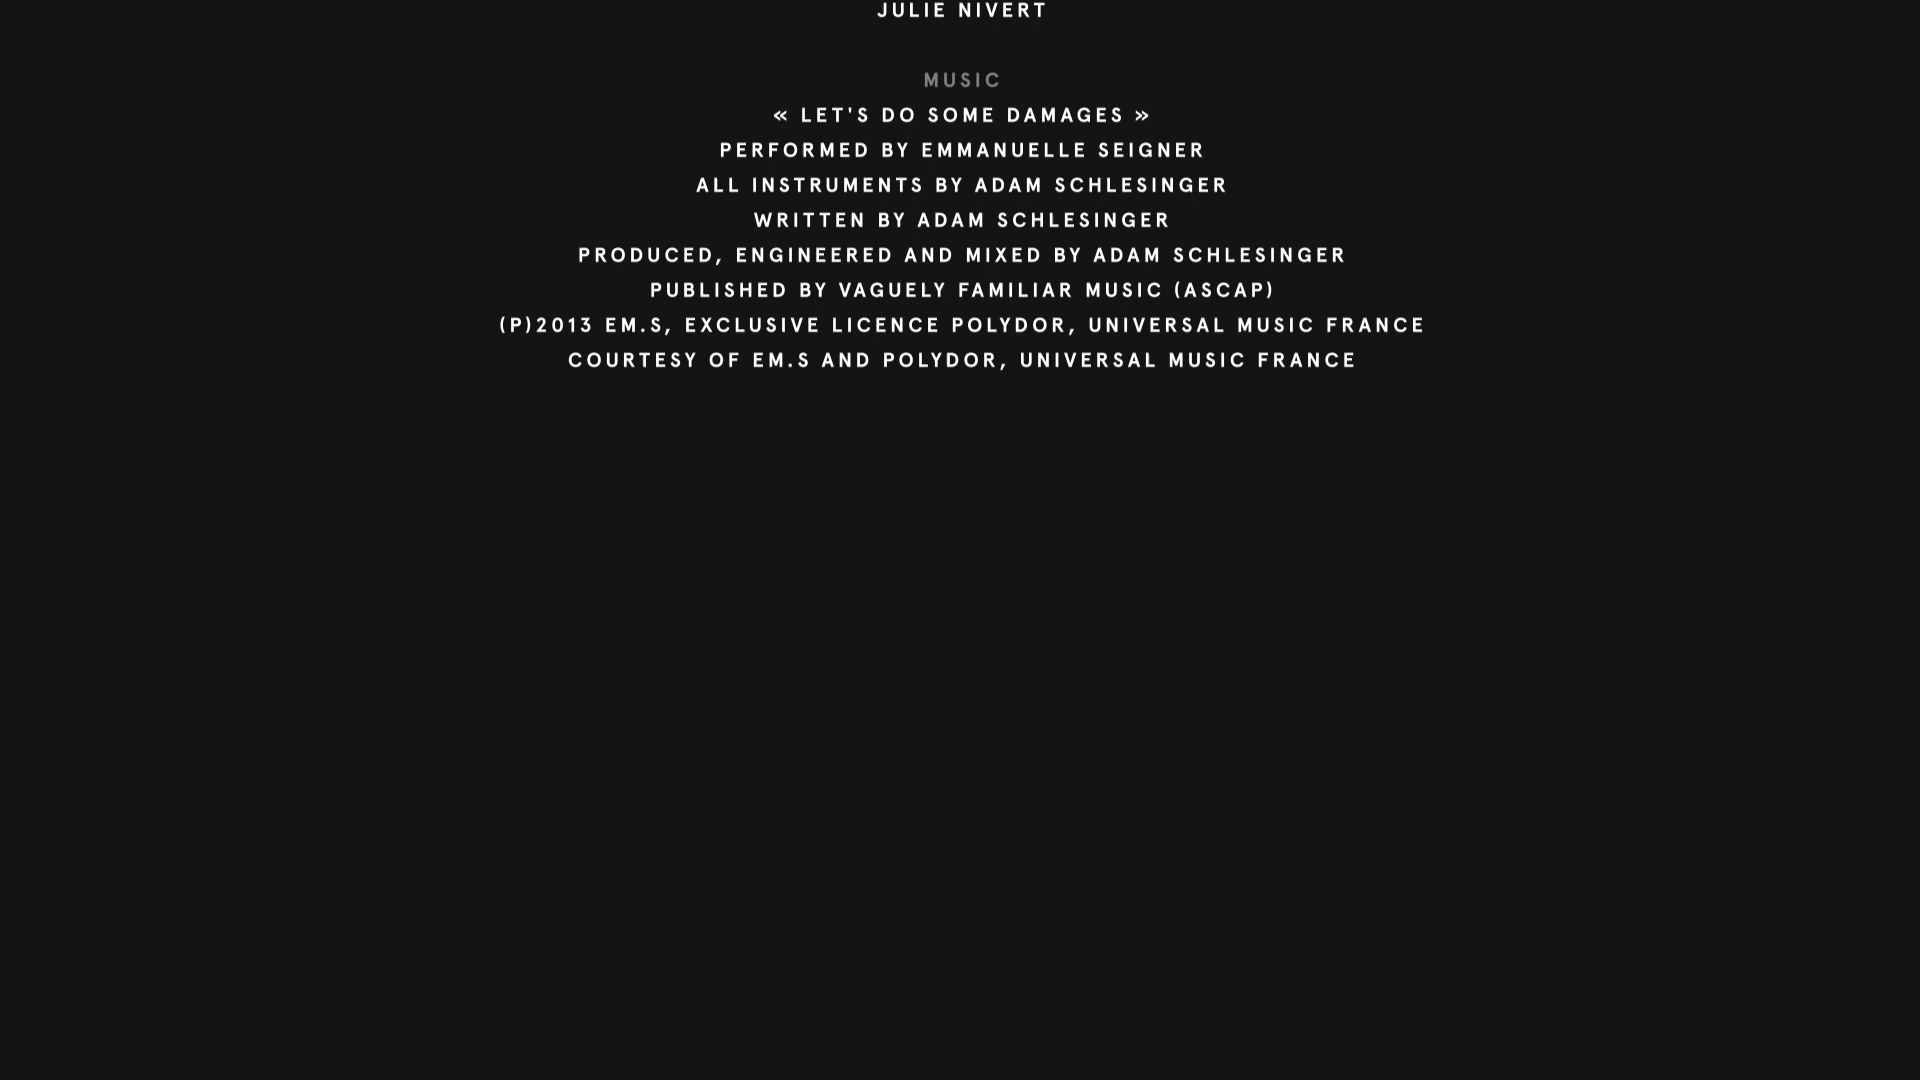 JULIE NIVERT
MUSIC
« LET'S DO SOME DAMAGES »
PERFORMED BY EMMANUELLE SEIGNER
ALL INSTRUMENTS BY ADAM SCHLESINGER
WRITTEN BY ADAM SCHLESINGER
PRODUCED, ENGINEERED AND MIXED BY ADAM SCHLESINGER
PUBLISHED BY VAGUELY FAMILIAR MUSIC (ASCAP)
(P)2013 EM.S, EXCLUSIVE LICENCE POLYDOR, UNIVERSAL MUSIC FRANCE
COURTESY OF EM.S AND POLYDOR, UNIVERSAL MUSIC FRANCE